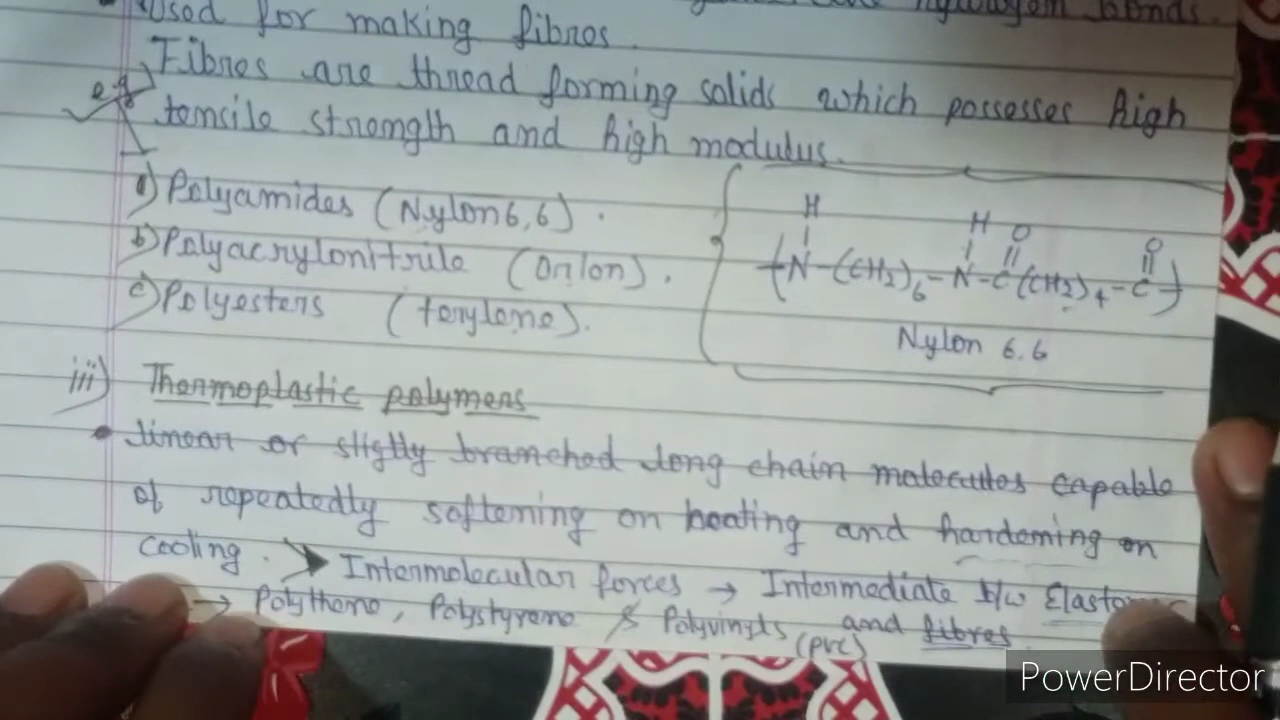 Used for making fibres.
hydrogen bonds.
Fibres are thread forming solids which possesses high
e.g
tensile strength and high modulus.
a) Polyamides (Nylon 6,6).
b) Polyacrylonitrile (Orlon).
c) Polyesters (terylene).
H
H O
O
(N-(CH2)6-N-C(CH2)4-C)
Nylon 6.6
iii) Thermoplastic polymers
• linear or sligtly branched long chain molecules capable
of repeatedly softening on heating and hardening on
cooling. ➤ Intermolecular forces → Intermediate b/w Elastomer
and fibres.
→ Polythene, Polystyrene & Polyvinyls
(PVC)
PowerDirector